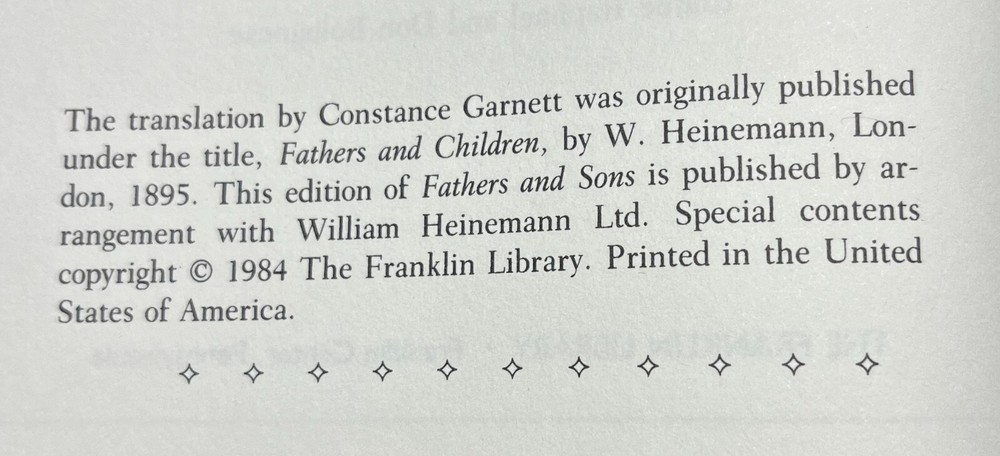 The translation by Constance Garnett was originally published
under the title, Fathers and Children, by W. Heinemann, Lon-
don, 1895. This edition of Fathers and Sons is published by ar-
rangement with William Heinemann Ltd. Special contents
copyright © 1984 The Franklin Library. Printed in the United
States of America.